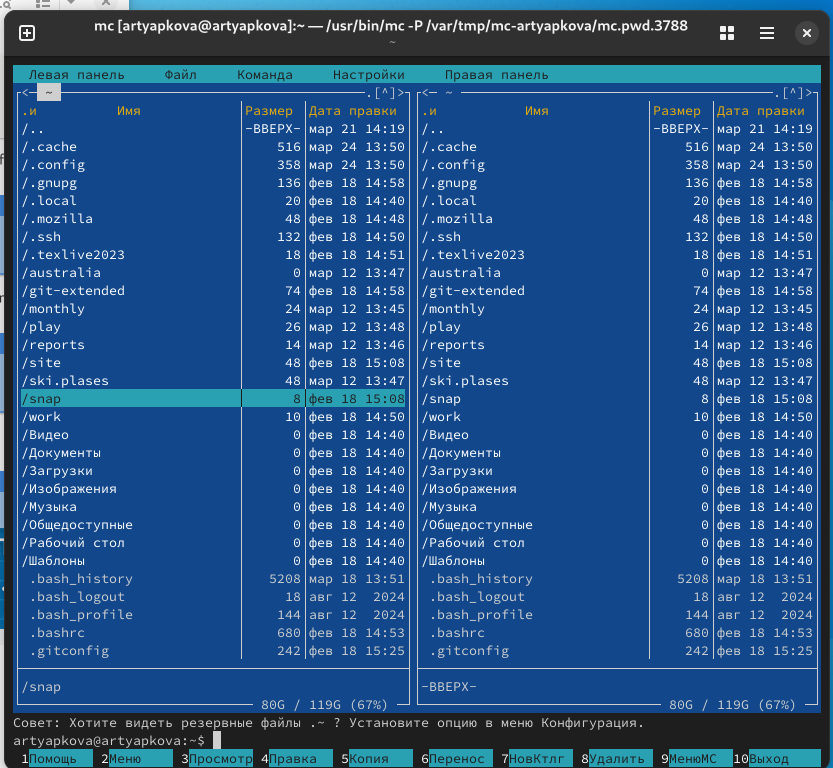 mc [artyapkova@artyapkova]:~ — /usr/bin/mc -P /var/tmp/mc-artyapkova/mc.pwd.3788
~
Левая панель Файл Команда Настройки Правая панель
<— ~ .[^]> <— ~ .[^]>
.и Имя Размер Дата правки .и Имя Размер Дата правки
/.. -ВВЕРХ- мар 21 14:19 /.. -ВВЕРХ- мар 21 14:19
/.cache 516 мар 24 13:50 /.cache 516 мар 24 13:50
/.config 358 мар 24 13:50 /.config 358 мар 24 13:50
/.gnupg 136 фев 18 14:58 /.gnupg 136 фев 18 14:58
/.local 20 фев 18 14:40 /.local 20 фев 18 14:40
/.mozilla 48 фев 18 14:48 /.mozilla 48 фев 18 14:48
/.ssh 132 фев 18 14:50 /.ssh 132 фев 18 14:50
/.texlive2023 18 фев 18 14:51 /.texlive2023 18 фев 18 14:51
/australia 0 мар 12 13:47 /australia 0 мар 12 13:47
/git-extended 74 фев 18 14:58 /git-extended 74 фев 18 14:58
/monthly 24 мар 12 13:45 /monthly 24 мар 12 13:45
/play 26 мар 12 13:48 /play 26 мар 12 13:48
/reports 14 мар 12 13:46 /reports 14 мар 12 13:46
/site 48 фев 18 15:08 /site 48 фев 18 15:08
/ski.plases 48 мар 12 13:47 /ski.plases 48 мар 12 13:47
/snap 8 фев 18 15:08 /snap 8 фев 18 15:08
/work 10 фев 18 14:50 /work 10 фев 18 14:50
/Видео 0 фев 18 14:40 /Видео 0 фев 18 14:40
/Документы 0 фев 18 14:40 /Документы 0 фев 18 14:40
/Загрузки 0 фев 18 14:40 /Загрузки 0 фев 18 14:40
/Изображения 0 фев 18 14:40 /Изображения 0 фев 18 14:40
/Музыка 0 фев 18 14:40 /Музыка 0 фев 18 14:40
/Общедоступные 0 фев 18 14:40 /Общедоступные 0 фев 18 14:40
/Рабочий стол 0 фев 18 14:40 /Рабочий стол 0 фев 18 14:40
/Шаблоны 0 фев 18 14:40 /Шаблоны 0 фев 18 14:40
.bash_history 5208 мар 18 13:51 .bash_history 5208 мар 18 13:51
.bash_logout 18 авг 12 2024 .bash_logout 18 авг 12 2024
.bash_profile 144 авг 12 2024 .bash_profile 144 авг 12 2024
.bashrc 680 фев 18 14:53 .bashrc 680 фев 18 14:53
.gitconfig 242 фев 18 15:25 .gitconfig 242 фев 18 15:25
/snap -ВВЕРХ-
80G / 119G (67%) 80G / 119G (67%)
Совет: Хотите видеть резервные файлы .~ ? Установите опцию в меню Конфигурация.
artyapkova@artyapkova:~$
1Помощь 2Меню 3Просмотр 4Правка 5Копия 6Перенос 7НовКтлг 8Удалить 9МенюMC 10Выход